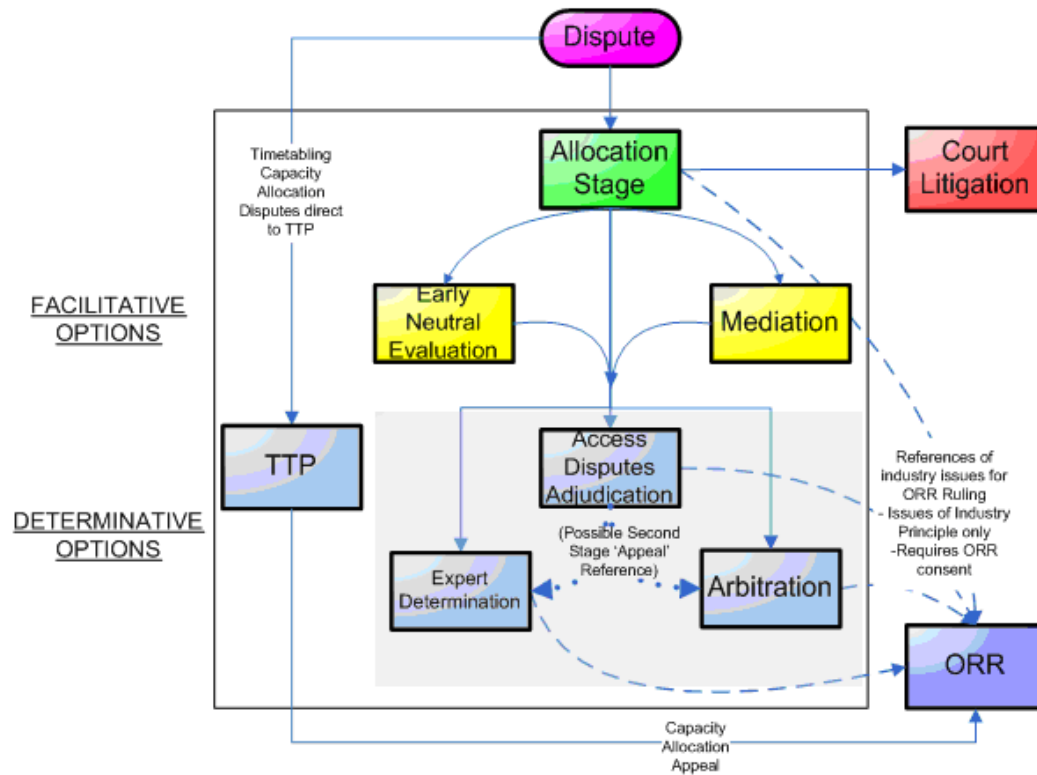 Dispute
Timetabling
Capacity
Allocation
Disputes direct
to TTP
Allocation
Stage
Court
Litigation
FACILITATIVE
OPTIONS
Early
Neutral
Evaluation
Mediation
TTP
Access
Disputes
Adjudication
References of
industry issues for
ORR Ruling
- Issues of Industry
Principle only
-Requires ORR
consent
DETERMINATIVE
OPTIONS
(Possible Second
Stage ‘Appeal’
Reference)
Expert
Determination
Arbitration
ORR
Capacity
Allocation
Appeal